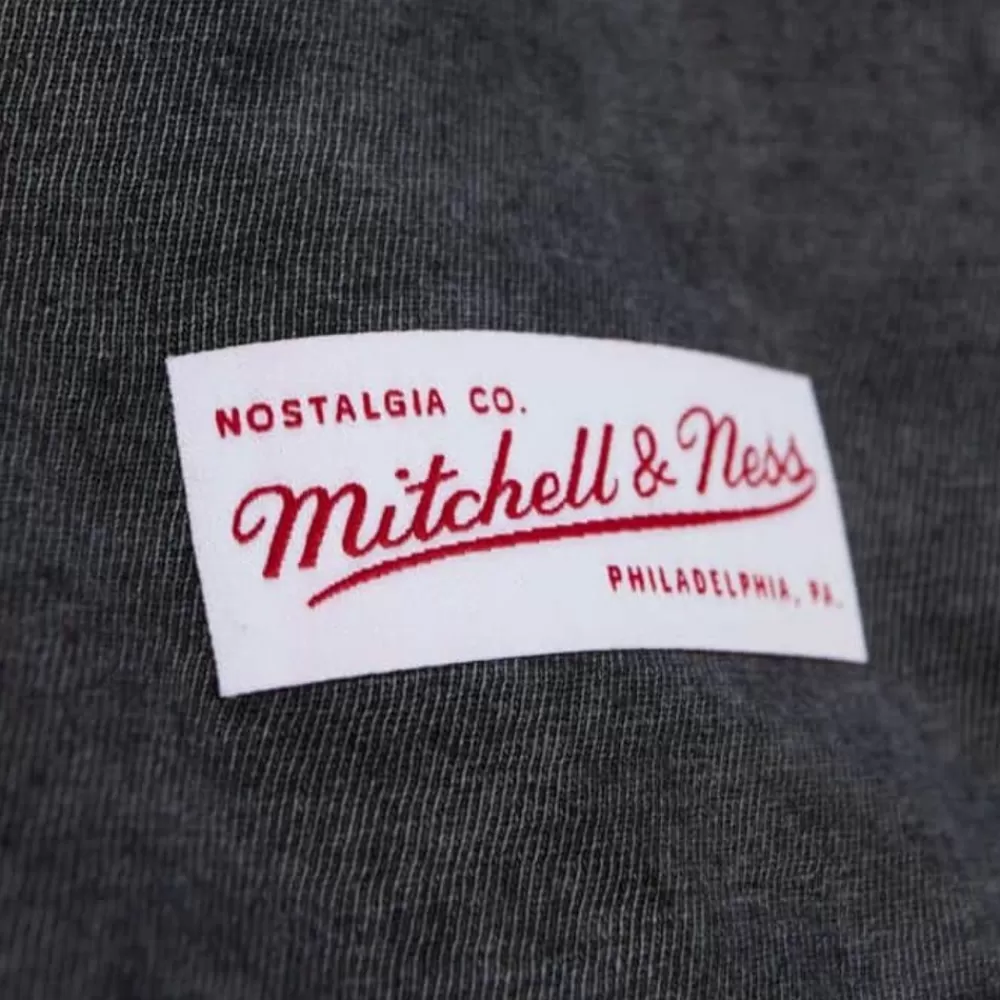 NOSTALGIA CO.
Mitchell & Ness
PHILADELPHIA, PA.